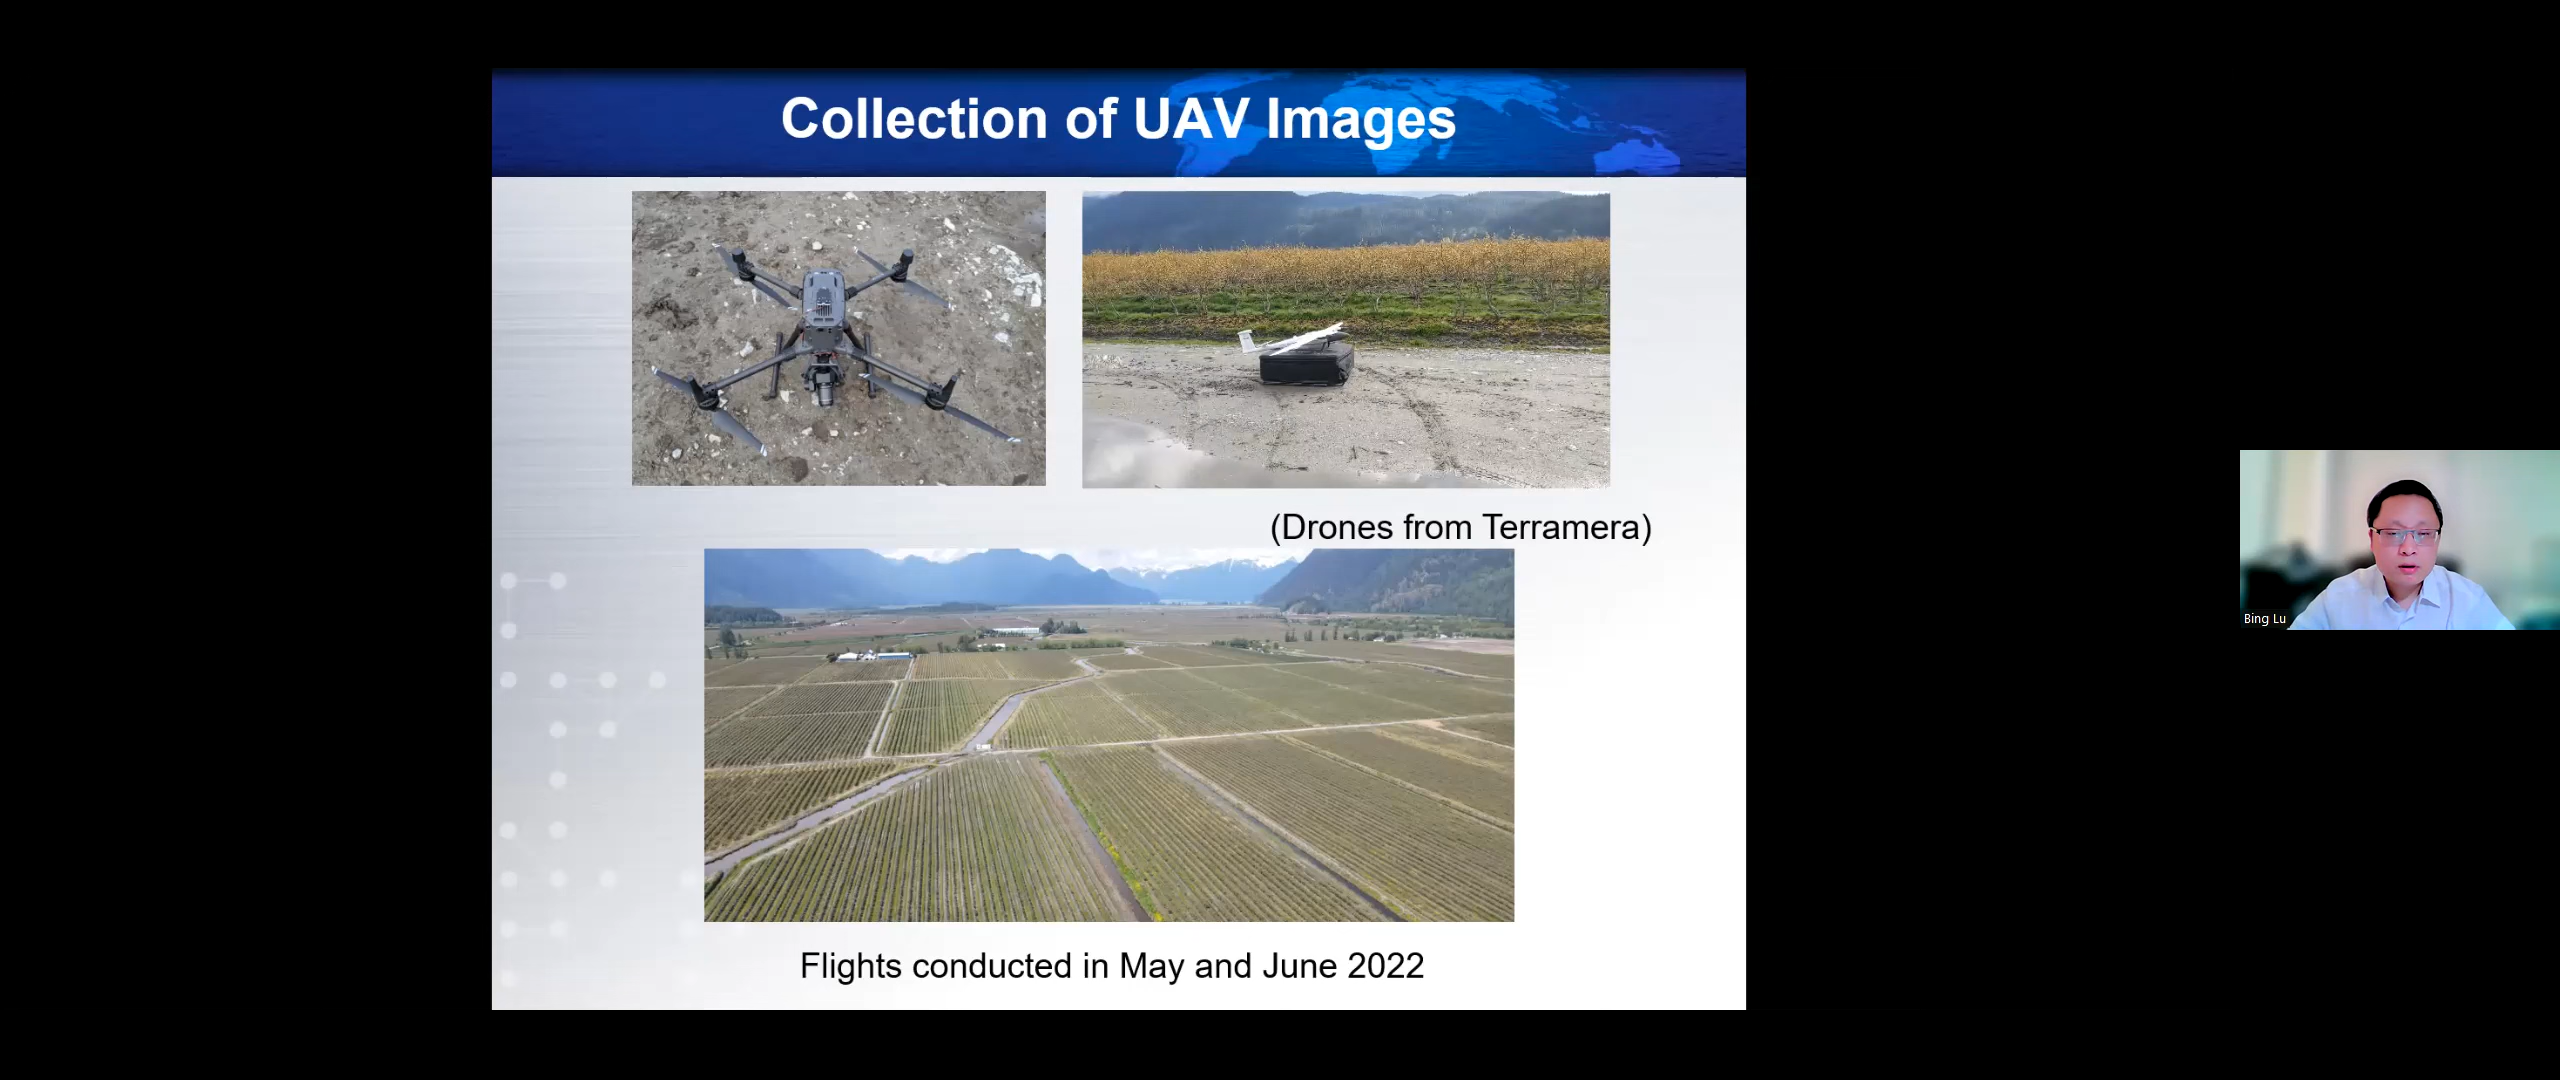 Collection of UAV Images
(Drones from Terramera)
Flights conducted in May and June 2022
Bing Lu